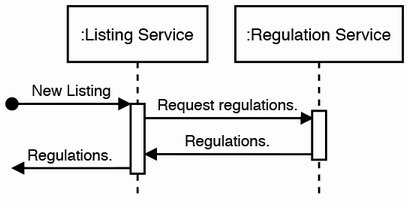 :Listing Service
:Regulation Service
New Listing
Request regulations.
Regulations.
Regulations.